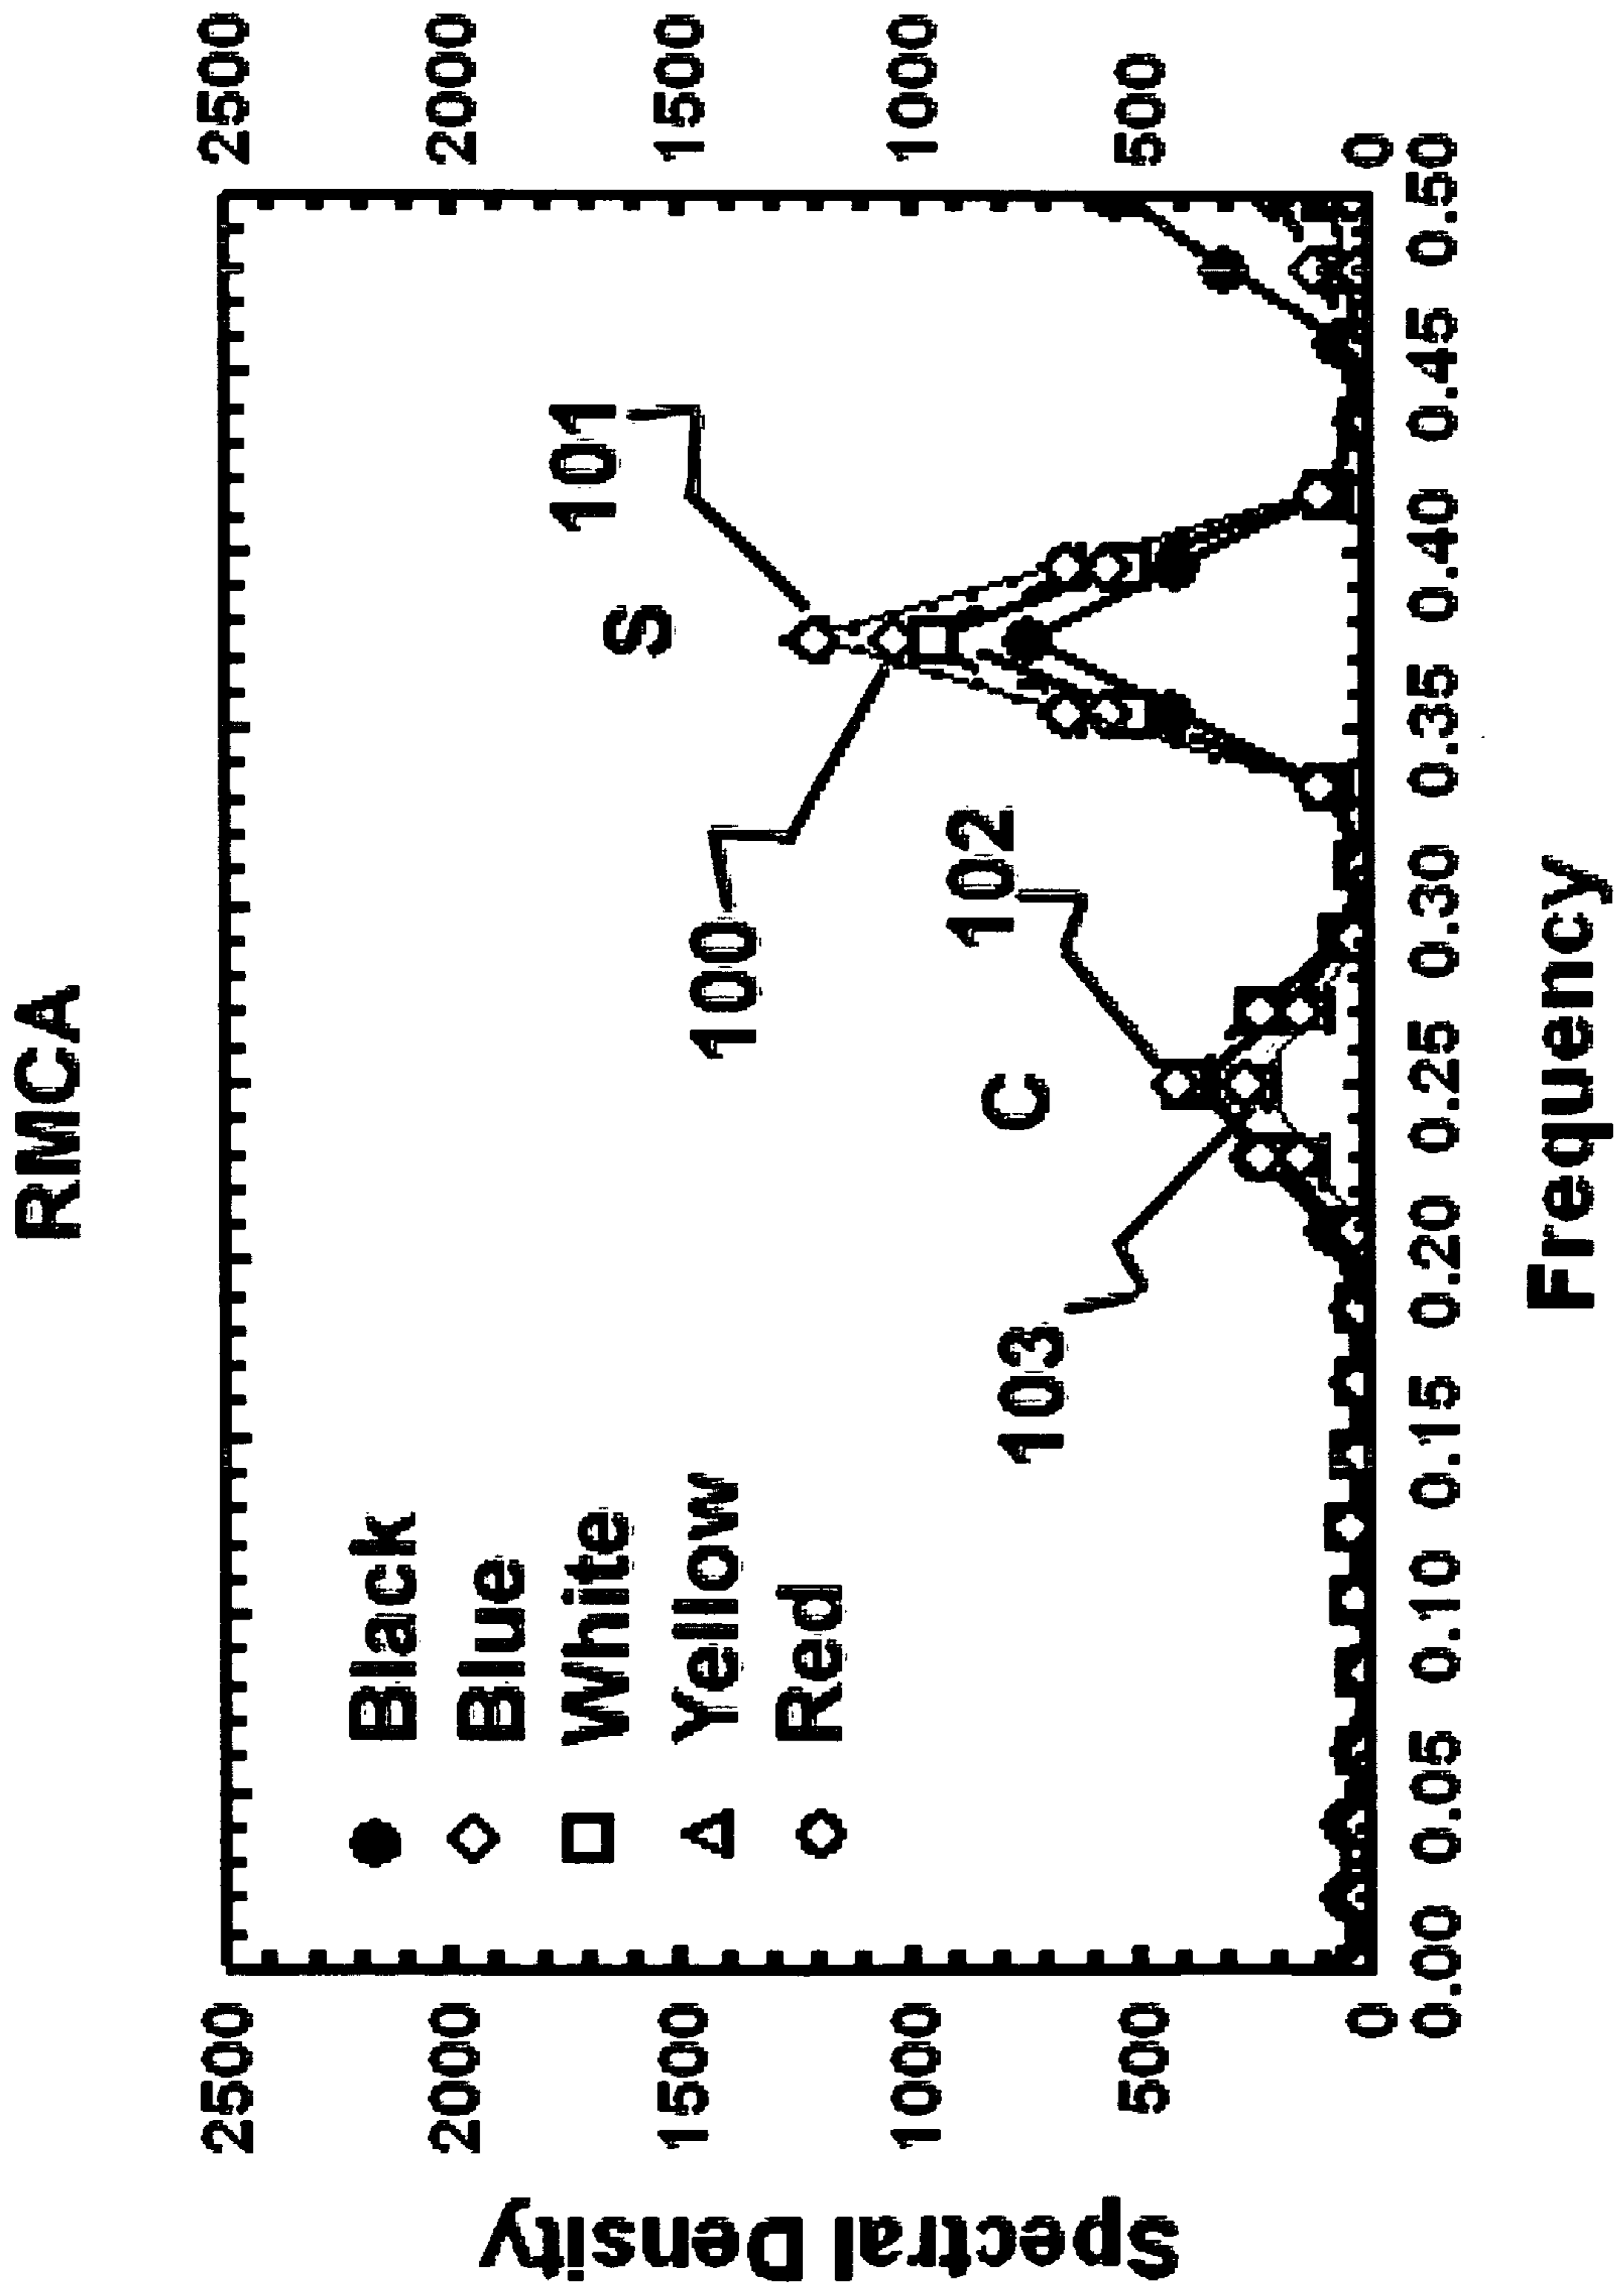 RMCA
2500
2000
1500
1000
500
0
Spectral Density
Black
Blue
White
Yellow
Red
S
101
100
C
102
103
2500
2000
1500
1000
500
0
0.00 0.05 0.10 0.15 0.20 0.25 0.30 0.35 0.40 0.45 0.50
Frequency